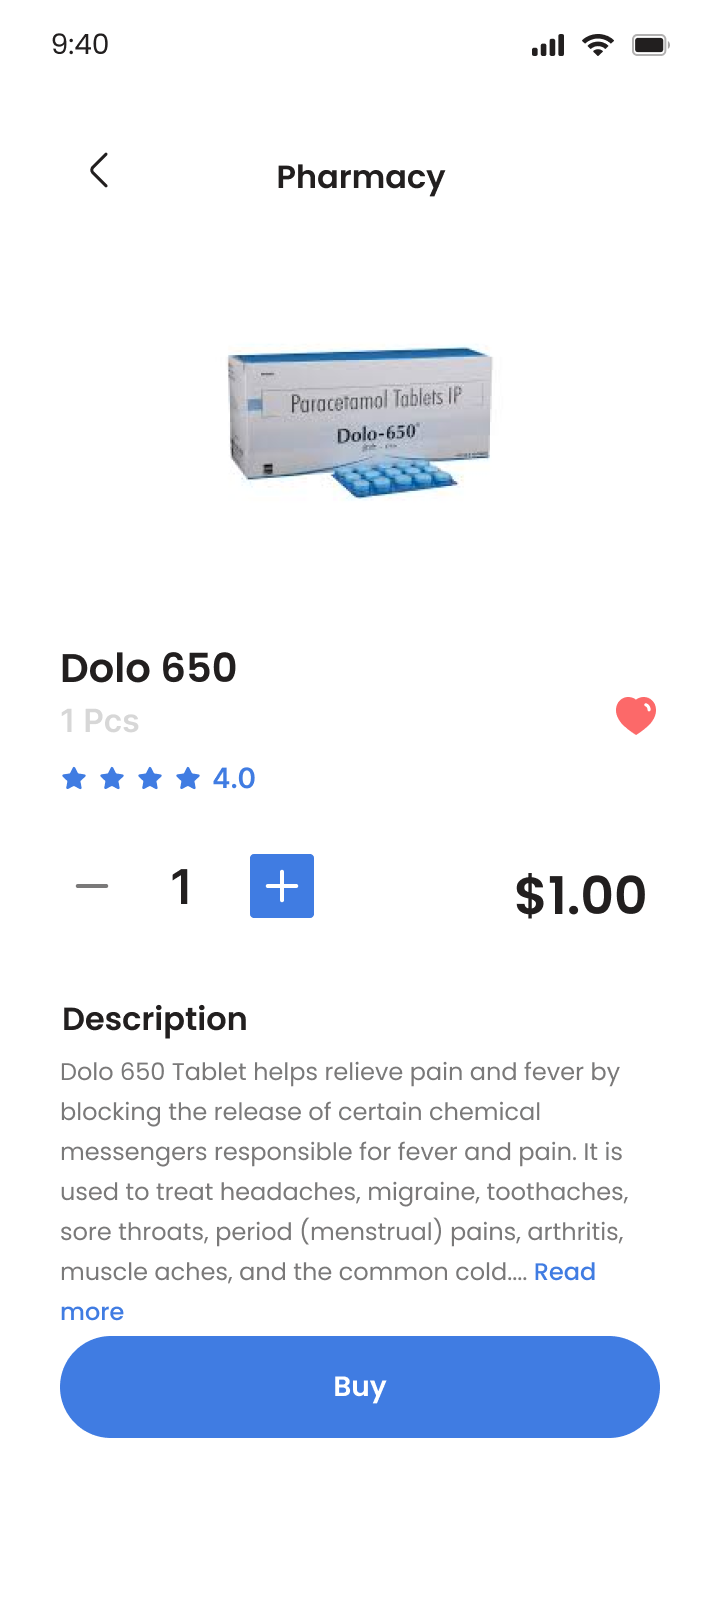 9:40
Pharmacy
Paracetamol Tablets IP
Dolo-650
Dolo 650
1 Pcs
4.0
1
$1.00
Description
Dolo 650 Tablet helps relieve pain and fever by
blocking the release of certain chemical
messengers responsible for fever and pain. It is
used to treat headaches, migraine, toothaches,
sore throats, period (menstrual) pains, arthritis,
muscle aches, and the common cold.... Read
more
Buy